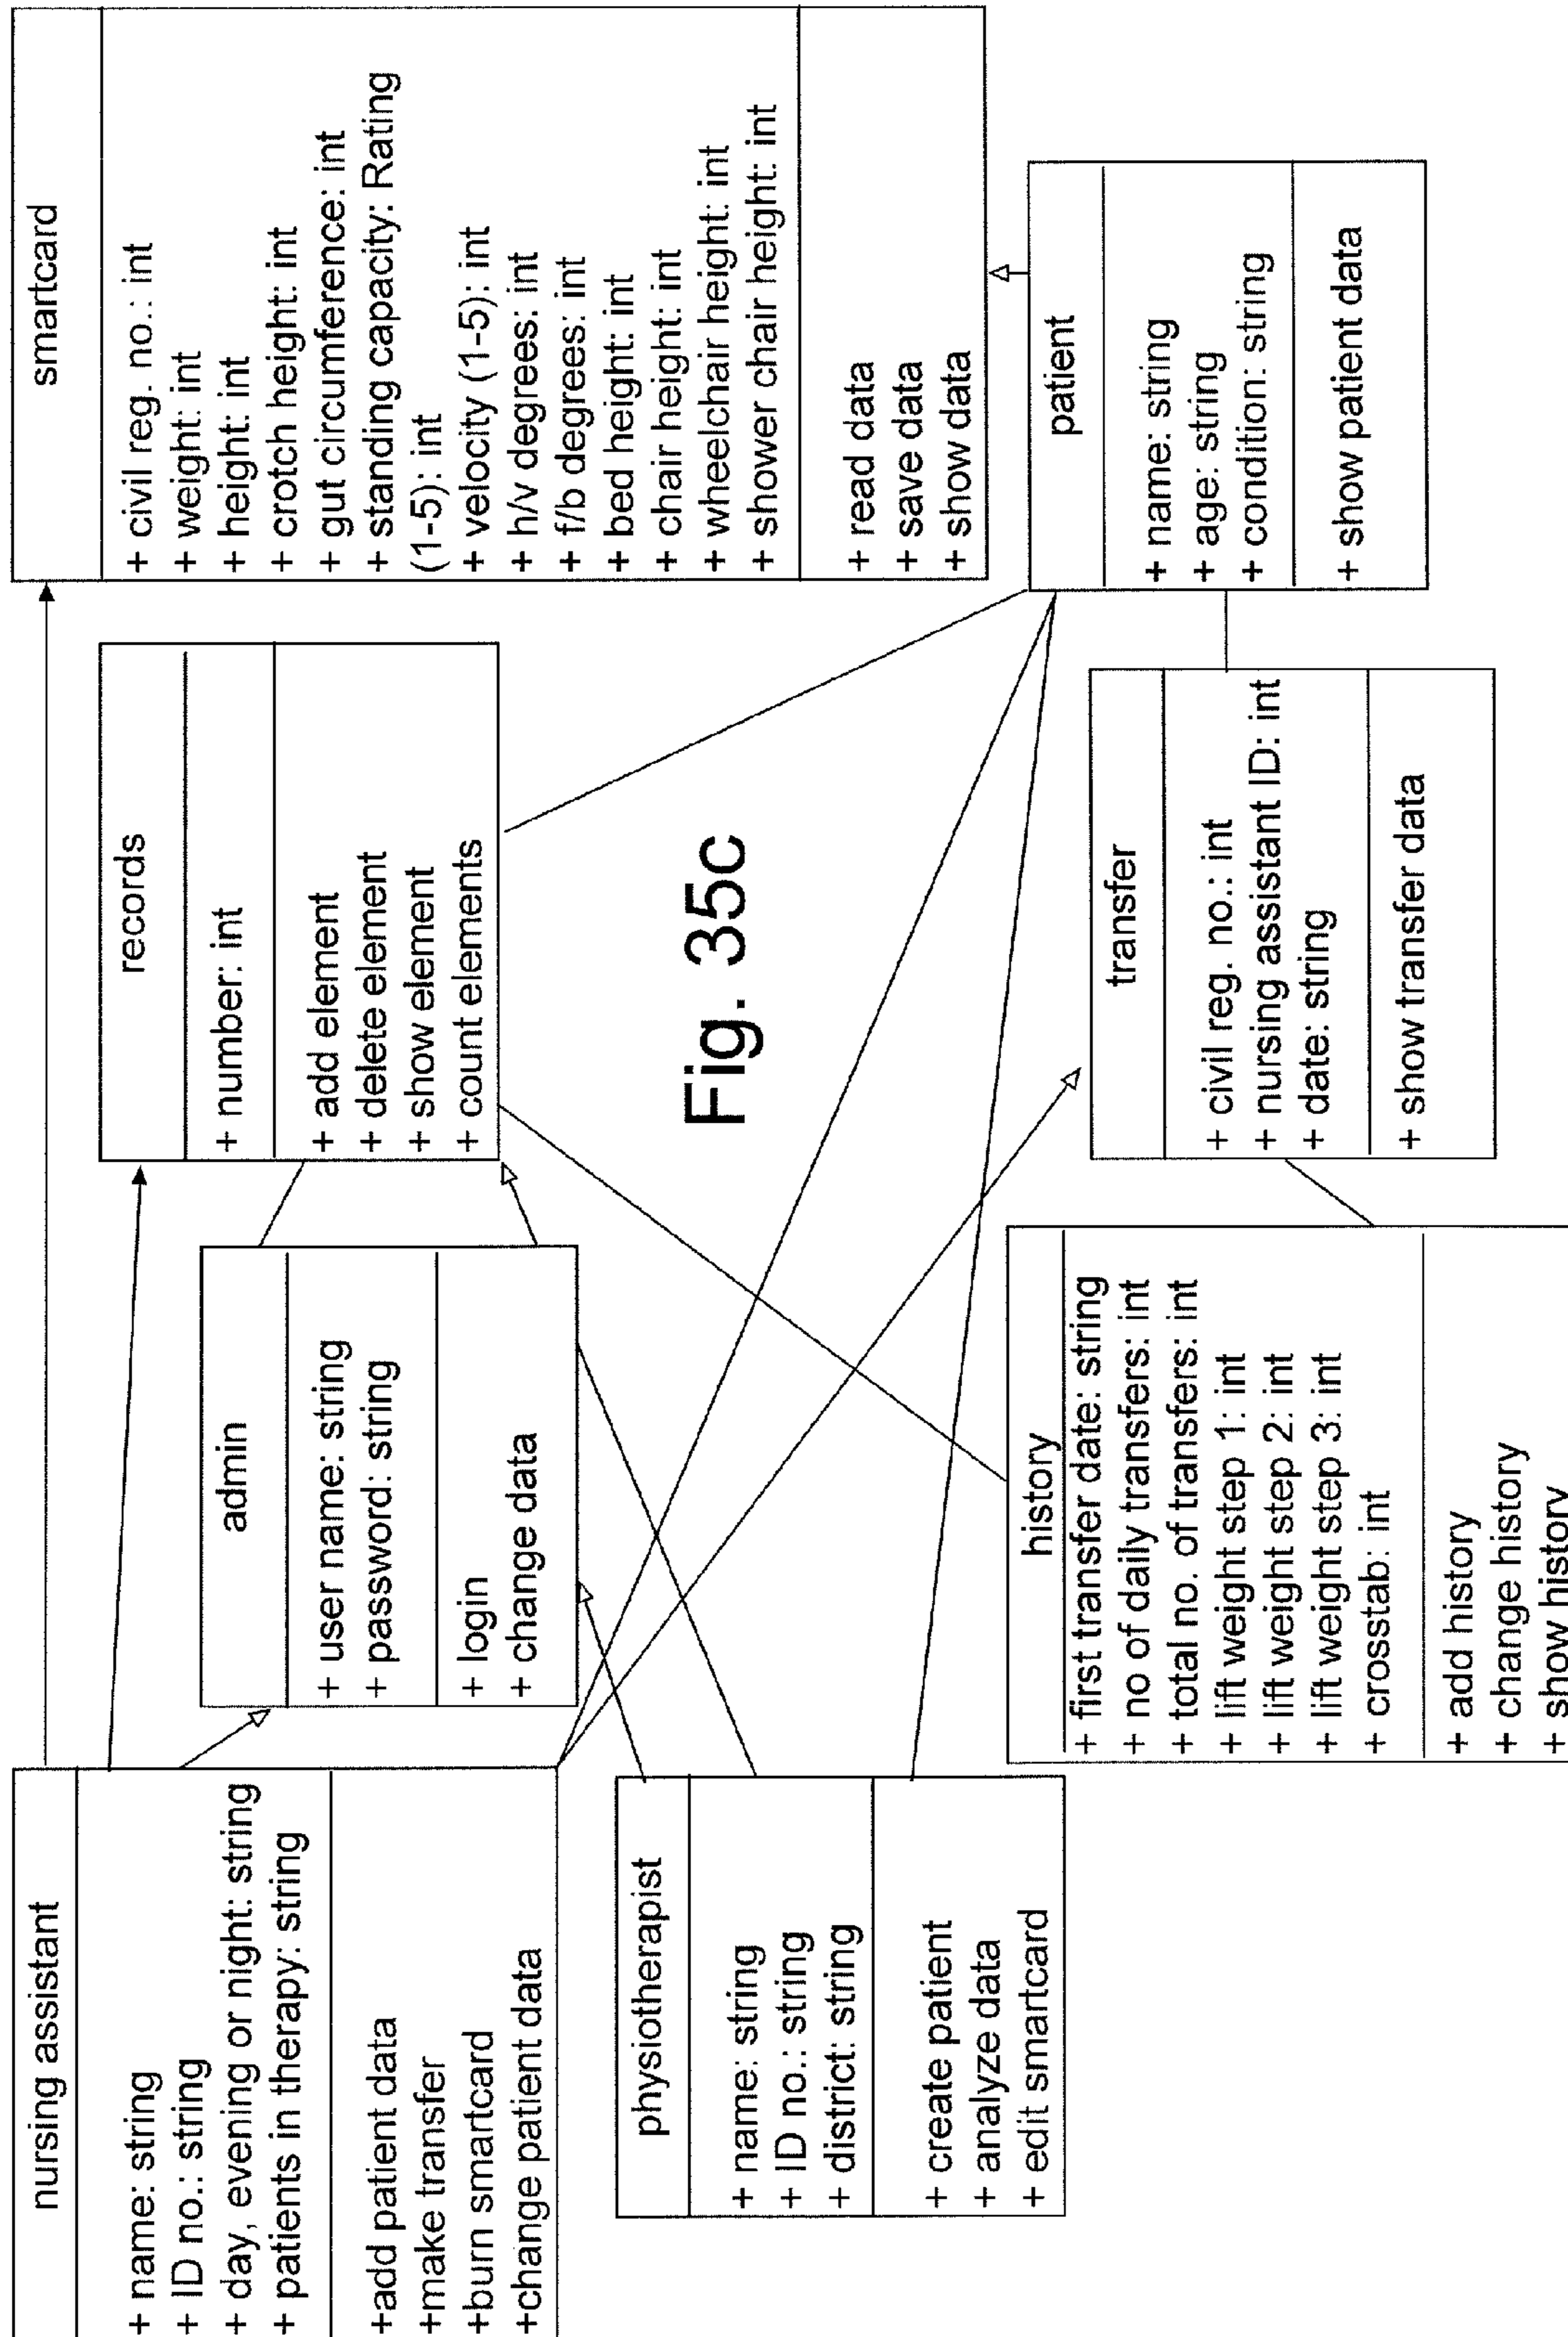 nursing assistant
+ name: string
+ ID no.: string
+ day, evening or night: string
+ patients in therapy: string
+add patient data
+make transfer
+burn smartcard
+change patient data
admin
+ user name: string
+ password: string
+ login
+ change data
records
+ number: int
+ add element
+ delete element
+ show element
+ count elements
smartcard
+ civil reg. no.: int
+ weight: int
+ height: int
+ crotch height: int
+ gut circumference: int
+ standing capacity: Rating
(1-5): int
+ velocity (1-5): int
+ h/v degrees: int
+ f/b degrees: int
+ bed height: int
+ chair height: int
+ wheelchair height: int
+ shower chair height: int
+ read data
+ save data
+ show data
physiotherapist
+ name: string
+ ID no.: string
+ district: string
+ create patient
+ analyze data
+ edit smartcard
Fig. 35c
history
+ first transfer date: string
+ no of daily transfers: int
+ total no. of transfers: int
+ lift weight step 1: int
+ lift weight step 2: int
+ lift weight step 3: int
+ crosstab: int
+ add history
+ change history
+ show history
transfer
+ civil reg. no.: int
+ nursing assistant ID: int
+ date: string
+ show transfer data
patient
+ name: string
+ age: string
+ condition: string
+ show patient data